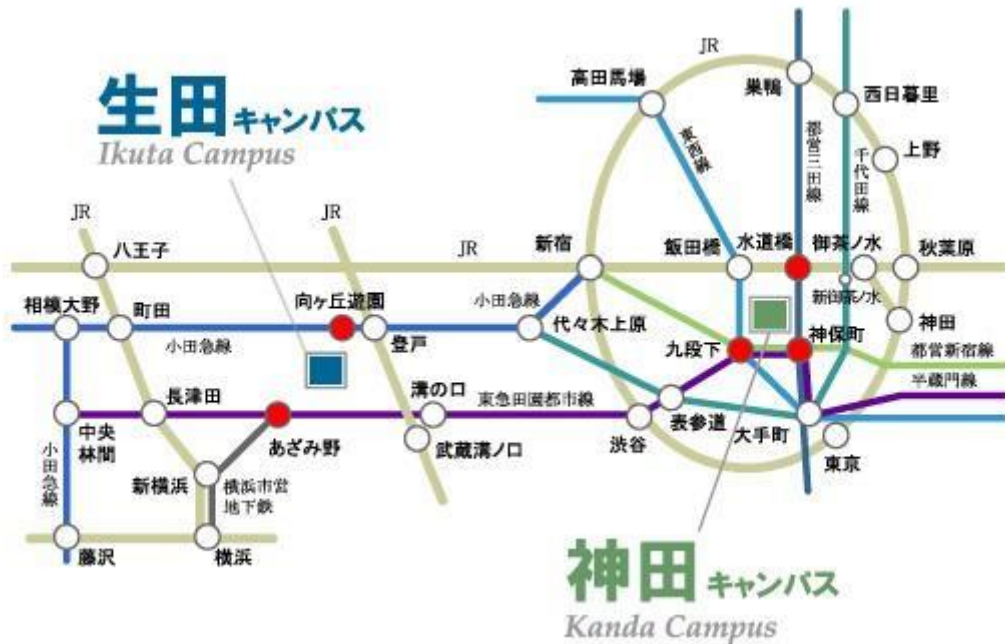 JR
高田馬場
巣鴨
西日暮里
生田キャンパス
Ikuta Campus
東西線
都営三田線
千代田線
上野
JR
JR
八王子
JR
新宿
飯田橋
水道橋
御茶ノ水
秋葉原
相模大野
町田
向ヶ丘遊園
小田急線
新御茶ノ水
小田急線
登戸
代々木上原
九段下
神保町
神田
都営新宿線
長津田
溝の口
東急田園都市線
半蔵門線
中央
林間
あざみ野
武蔵溝ノ口
渋谷
表参道
大手町
東京
小田急線
新横浜
横浜市営
地下鉄
藤沢
横浜
神田キャンパス
Kanda Campus